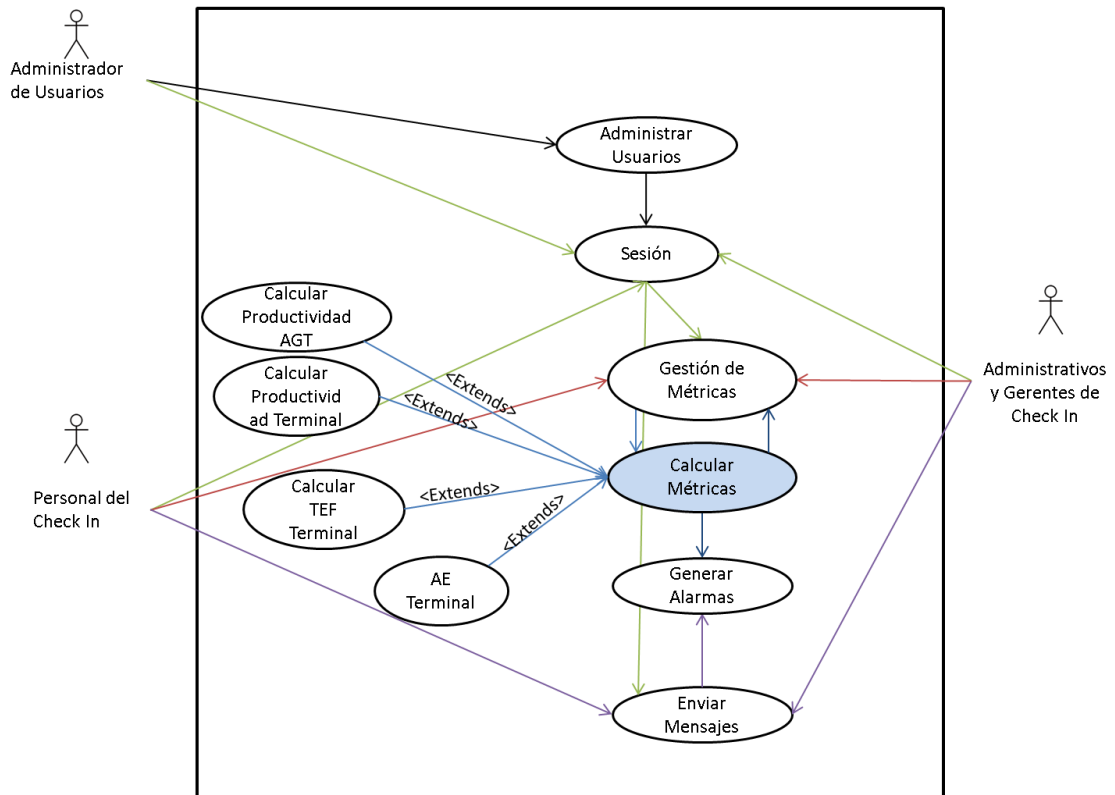 Administrador
de Usuarios
Administrar
Usuarios
Sesión
Calcular
Productividad
AGT
Calcular
Productivid
ad Terminal
<Extends>
<Extends>
Gestión de
Métricas
Administrativos
y Gerentes de
Check In
Personal del
Check In
Calcular
TEF
Terminal
<Extends>
<Extends>
Calcular
Métricas
AE
Terminal
Generar
Alarmas
Enviar
Mensajes